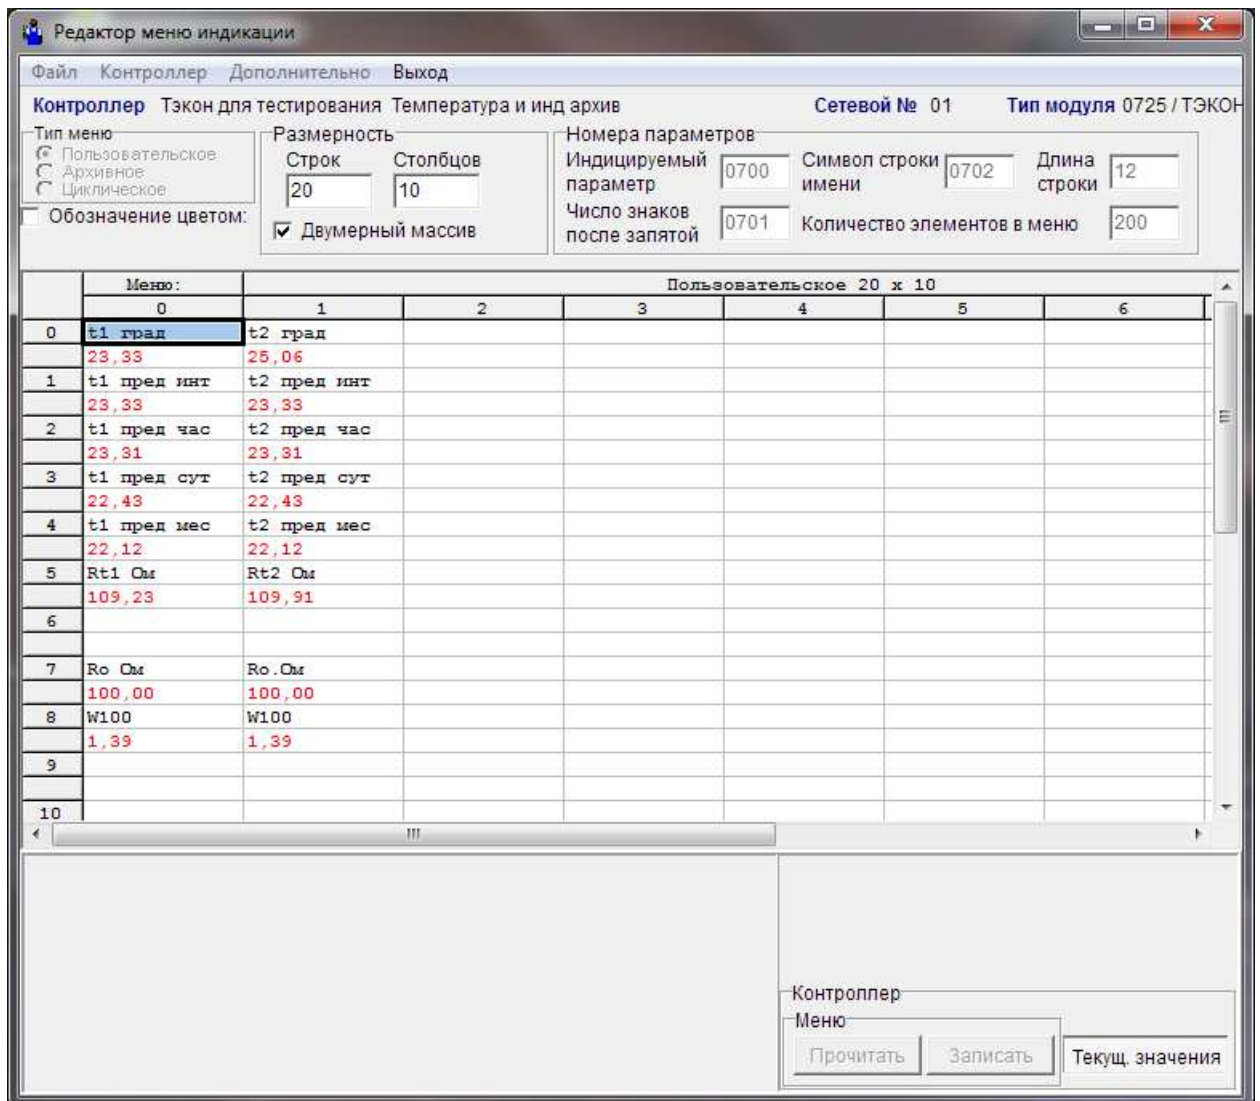 Редактор меню индикации
Файл Контроллер Дополнительно Выход
Контроллер Тэкон для тестирования Температура и инд архив Сетевой № 01 Тип модуля 0725 / ТЭКОН
Тип меню
Пользовательское
Архивное
Циклическое
Обозначение цветом:
Размерность
Строк Столбцов
20 10
Двумерный массив
Номера параметров
Индицируемый параметр 0700 Символ строки имени 0702 Длина строки 12
Число знаков после запятой 0701 Количество элементов в меню 200
Меню: Пользовательское 20 x 10
0 1 2 3 4 5 6
0 t1 град t2 град
23,33 25,06
1 t1 пред инт t2 пред инт
23,33 23,33
2 t1 пред час t2 пред час
23,31 23,31
3 t1 пред сут t2 пред сут
22,43 22,43
4 t1 пред мес t2 пред мес
22,12 22,12
5 Rt1 Ом Rt2 Ом
109,23 109,91
6
7 Ro Ом Ro.Ом
100,00 100,00
8 W100 W100
1,39 1,39
9
10
Контроллер
Меню
Прочитать Записать Текущ. значения